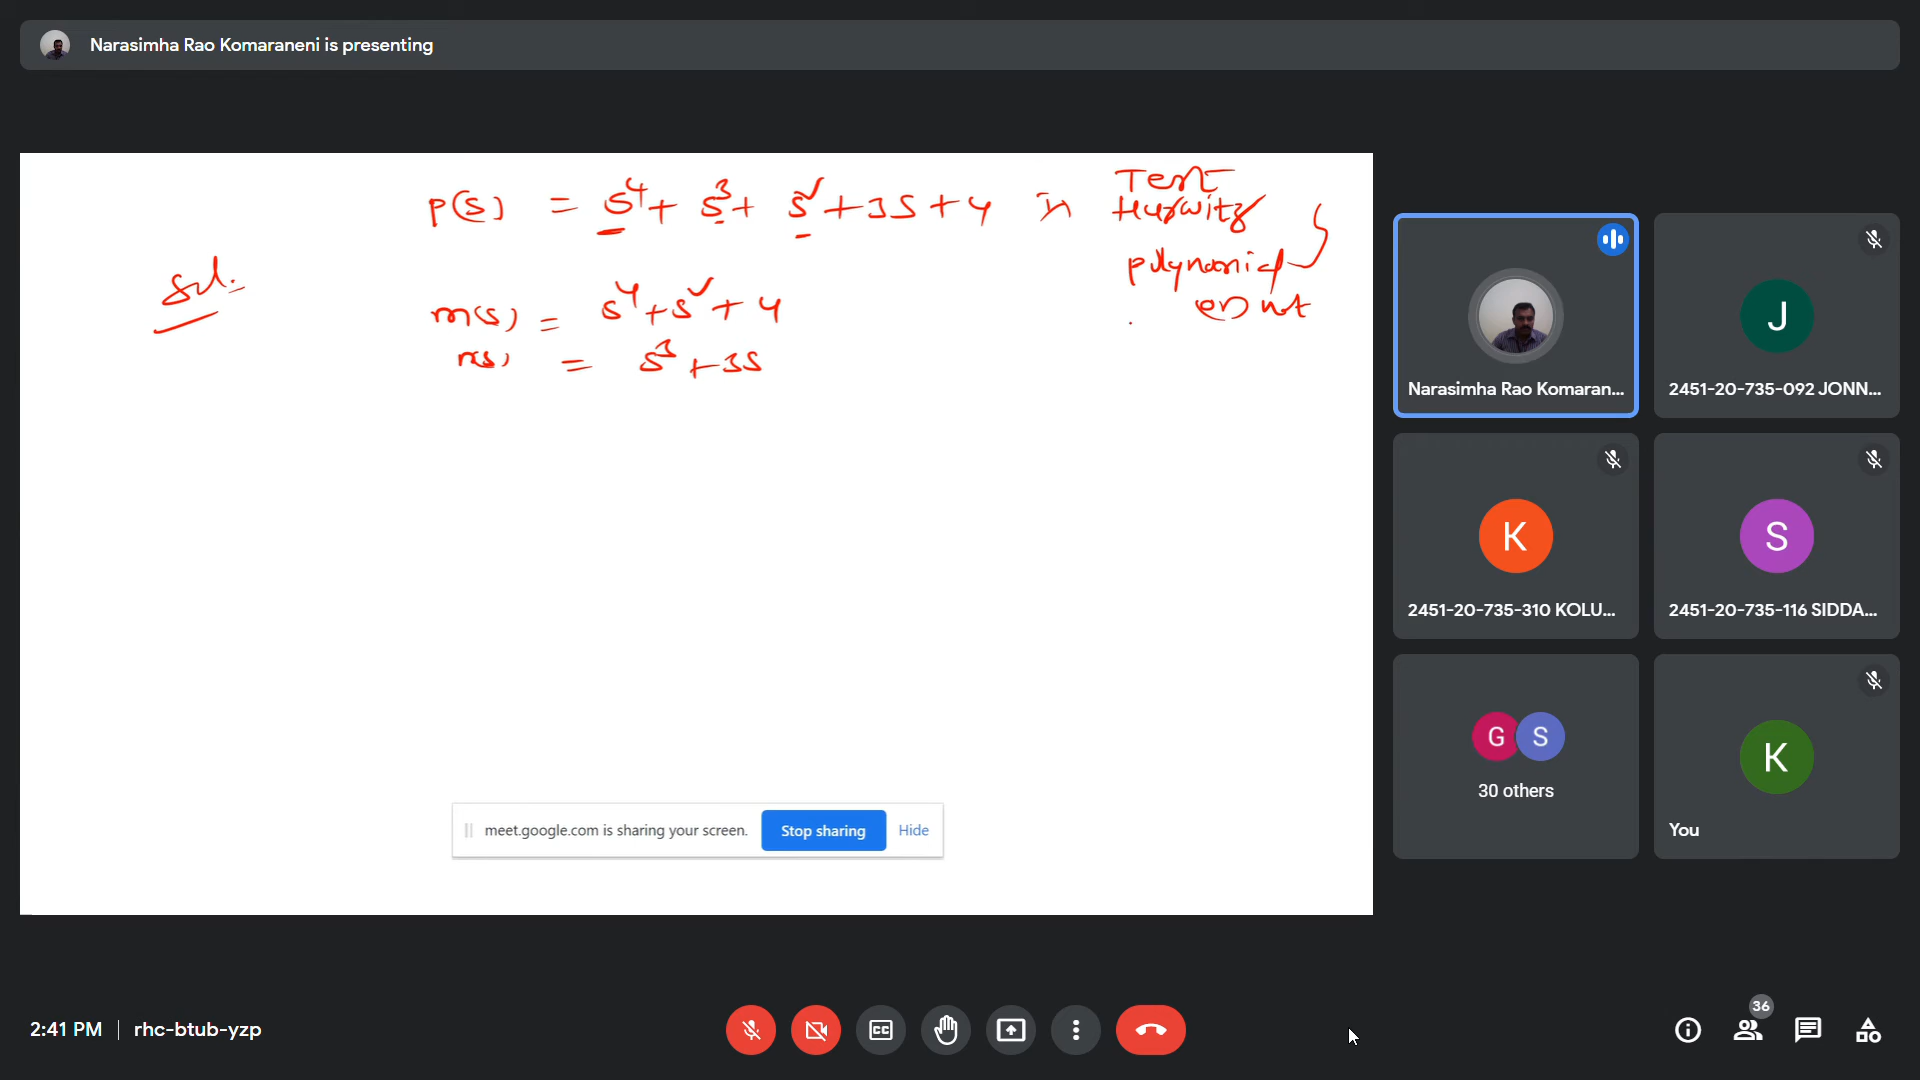 Narasimha Rao Komaraneni is presenting
P(s) = s⁴ + s³ + s² + 3s + 4 is Test
Hurwitz
polynomial
or not
Sol.
m(s) = s⁴ + s² + 4
n(s) = s³ + 3s
meet.google.com is sharing your screen. Stop sharing Hide
Narasimha Rao Komaran...
2451-20-735-092 JONN...
J
2451-20-735-310 KOLU...
K
2451-20-735-116 SIDDA...
S
G S
30 others
K
You
2:41 PM | rhc-btub-yzp
CC
36